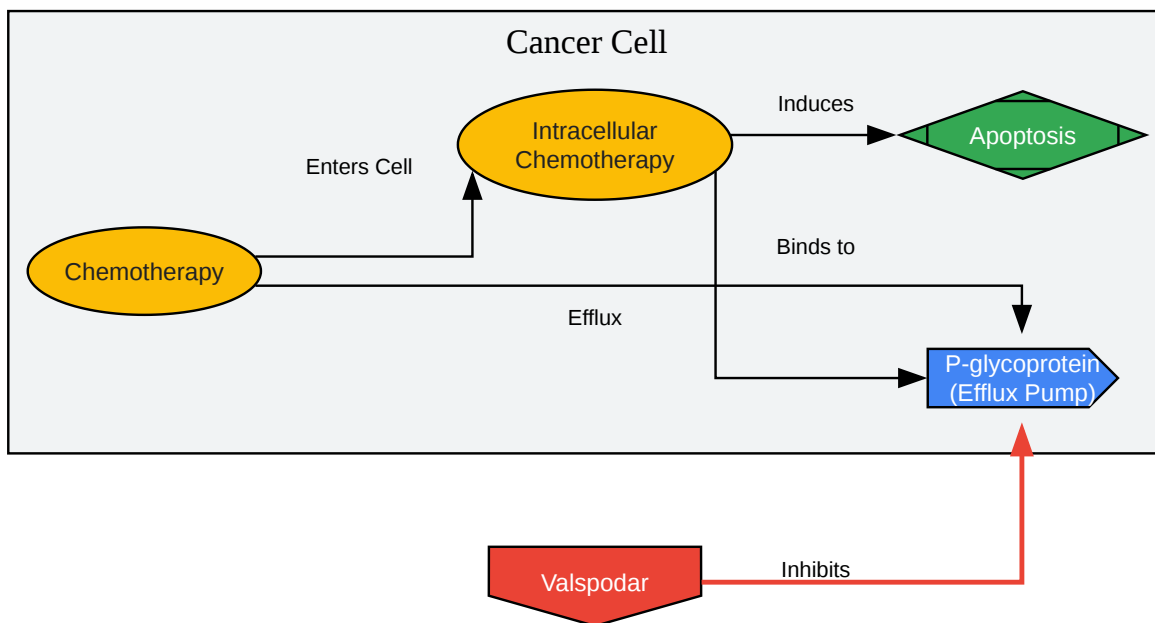 Cancer Cell
Induces
Intracellular
Chemotherapy
Apoptosis
Enters Cell
Binds to
Chemotherapy
Efflux
P-glycoprotein
(Efflux Pump)
Inhibits
Valspodar